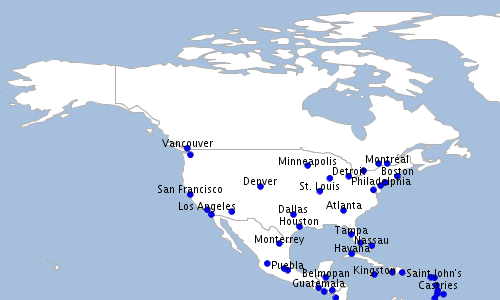 Vancouver
Minneapolis
Montreal
Detroit
Boston
Denver
St. Louis
Philadelphia
San Francisco
Los Angeles
Dallas
Atlanta
Houston
Tampa
Monterrey
Nassau
Havana
Puebla
Belmopan
Kingston
Saint John's
Guatemala
Castries